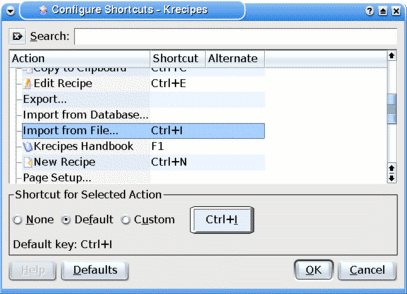 Configure Shortcuts - Krecipes
Search:
Action Shortcut Alternate
Copy to Clipboard Ctrl+C
Edit Recipe Ctrl+E
Export...
Import from Database...
Import from File... Ctrl+I
Krecipes Handbook F1
New Recipe Ctrl+N
Page Setup...
Shortcut for Selected Action
None Default Custom Ctrl+I
Default key: Ctrl+I
Help Defaults OK Cancel